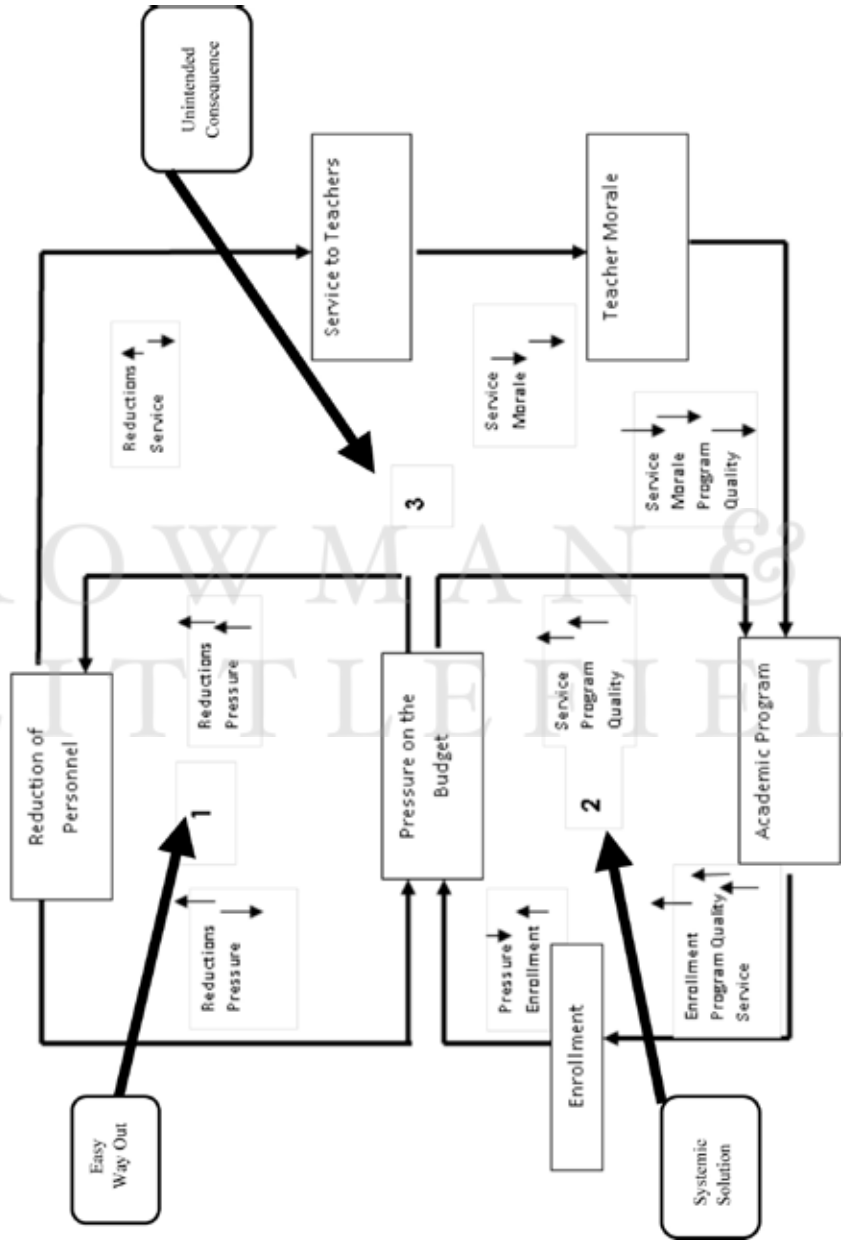 Reduction of
Personnel
Easy
Way Out
Reductions
Service
Unintended
Consequence
Reductions
Pressure
1
Reductions
Pressure
Service to Teachers
3
Pressure on the
Budget
Pressure
Enrollment
Service
Morale
Enrollment
2
Service
Program
Quality
Teacher Morale
Systemic
Solution
Enrollment
Program Quality
Service
Service
Morale
Program
Quality
Academic Program
ROWMAN &
ITTLEFIEL